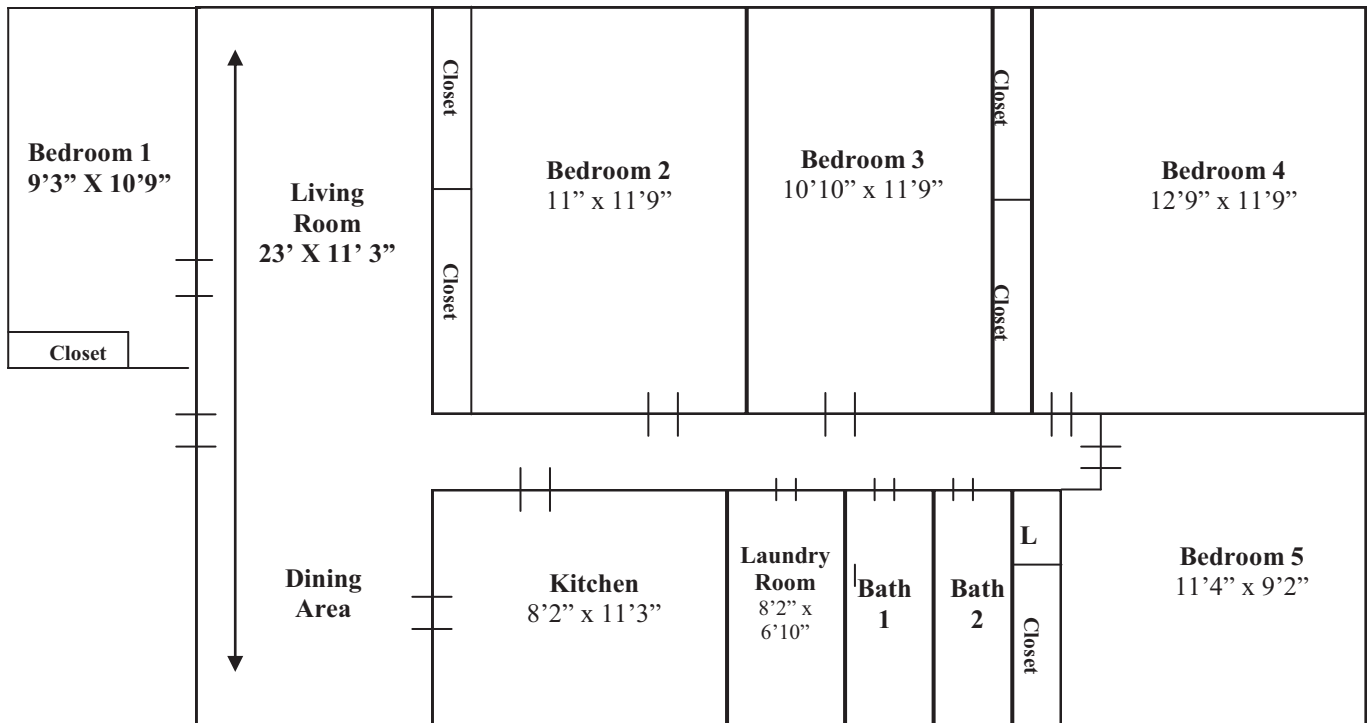 Bedroom 1
9’3” X 10’9”
Closet
Living
Room
23’ X 11’ 3”
Dining
Area
Closet
Closet
Bedroom 2
11” x 11’9”
Bedroom 3
10’10” x 11’9”
Closet
Closet
Bedroom 4
12’9” x 11’9”
Kitchen
8’2” x 11’3”
Laundry
Room
8’2” x
6’10”
Bath
1
Bath
2
L
Closet
Bedroom 5
11’4” x 9’2”